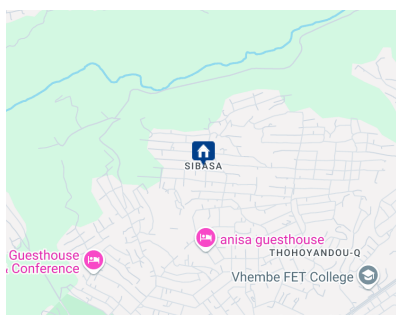 SIBASA
anisa guesthouse
THOHOYANDOU-Q
Guesthouse
& Conference
Vhembe FET College